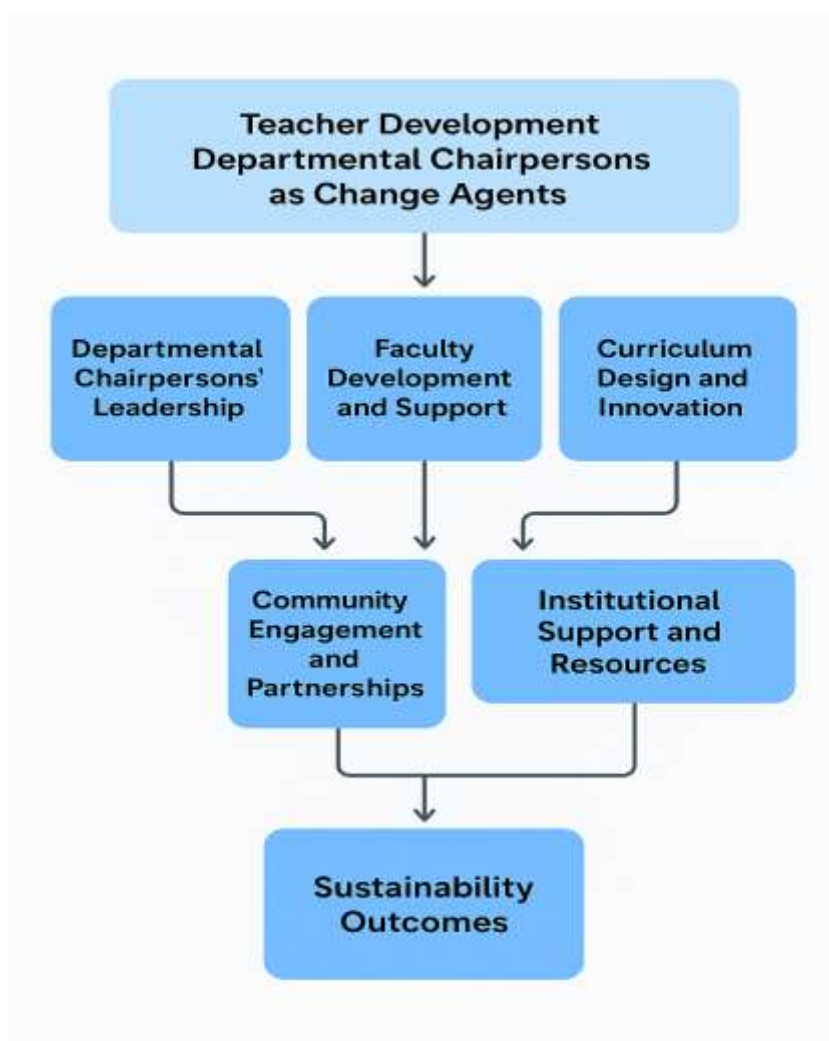 Teacher Development
Departmental Chairpersons
as Change Agents
Departmental
Chairpersons'
Leadership
Faculty
Development
and Support
Curriculum
Design and
Innovation
Community
Engagement
and
Partnerships
Institutional
Support and
Resources
Sustainability
Outcomes